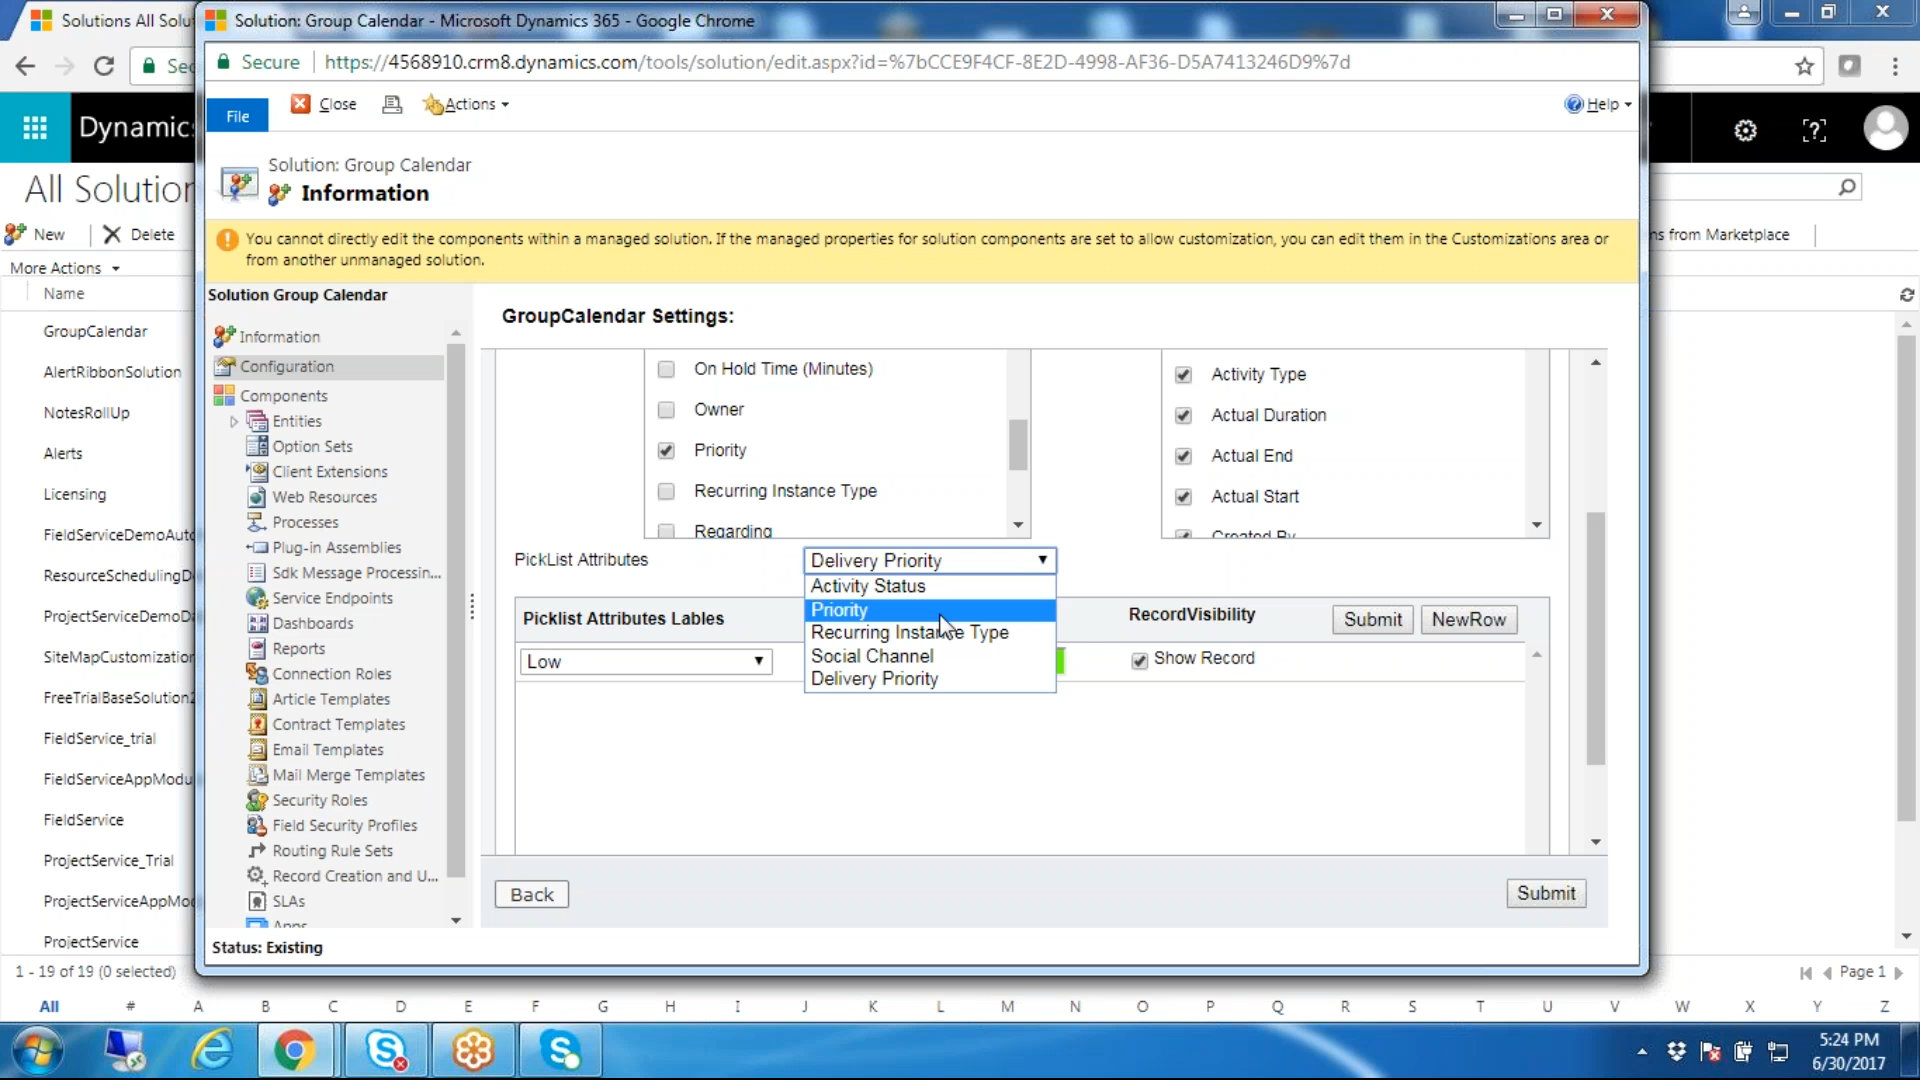 Solutions All Solu
Solution: Group Calendar - Microsoft Dynamics 365 - Google Chrome
Sec
Secure
https://4568910.crm8.dynamics.com/tools/solution/edit.aspx?id=%7bCCE9F4CF-8E2D-4998-AF36-D5A7413246D9%7d
File
Close
Actions
Help
Dynamic
Solution: Group Calendar
Information
All Solution
You cannot directly edit the components within a managed solution. If the managed properties for solution components are set to allow customization, you can edit them in the Customizations area or
from another unmanaged solution.
New
Delete
ns from Marketplace
More Actions
Name
GroupCalendar
AlertRibbonSolution
NotesRollUp
Alerts
Licensing
FieldServiceDemoAuto
ResourceSchedulingD
ProjectServiceDemoDa
SiteMapCustomization
FreeTrialBaseSolution2
FieldService_trial
FieldServiceAppModu
FieldService
ProjectService_Trial
ProjectServiceAppMo
ProjectService
Solution Group Calendar
Information
Configuration
Components
Entities
Option Sets
Client Extensions
Web Resources
Processes
Plug-in Assemblies
Sdk Message Processin...
Service Endpoints
Dashboards
Reports
Connection Roles
Article Templates
Contract Templates
Email Templates
Mail Merge Templates
Security Roles
Field Security Profiles
Routing Rule Sets
Record Creation and U...
SLAs
Apps
GroupCalendar Settings:
On Hold Time (Minutes)
Owner
Priority
Recurring Instance Type
Regarding
Activity Type
Actual Duration
Actual End
Actual Start
Created By
PickList Attributes
Delivery Priority
Activity Status
Priority
Recurring Instance Type
Social Channel
Delivery Priority
Picklist Attributes Lables
RecordVisibility
Submit
NewRow
Low
Show Record
Back
Submit
Status: Existing
1 - 19 of 19 (0 selected)
Page 1
All # A B C D E F G H I J K L M N O P Q R S T U V W X Y Z
5:24 PM
6/30/2017